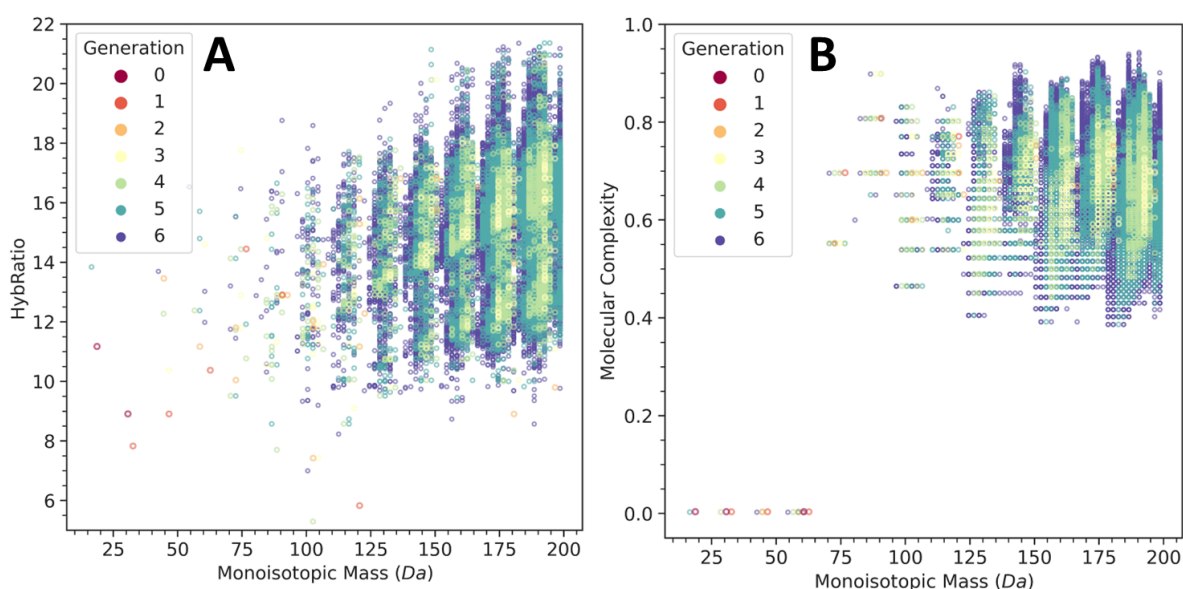 A
Generation
0
1
2
3
4
5
6
HybRatio
22
20
18
16
14
12
10
8
6
25 50 75 100 125 150 175 200
Monoisotopic Mass (Da)
B
Generation
0
1
2
3
4
5
6
Molecular Complexity
1.0
0.8
0.6
0.4
0.2
0.0
25 50 75 100 125 150 175 200
Monoisotopic Mass (Da)